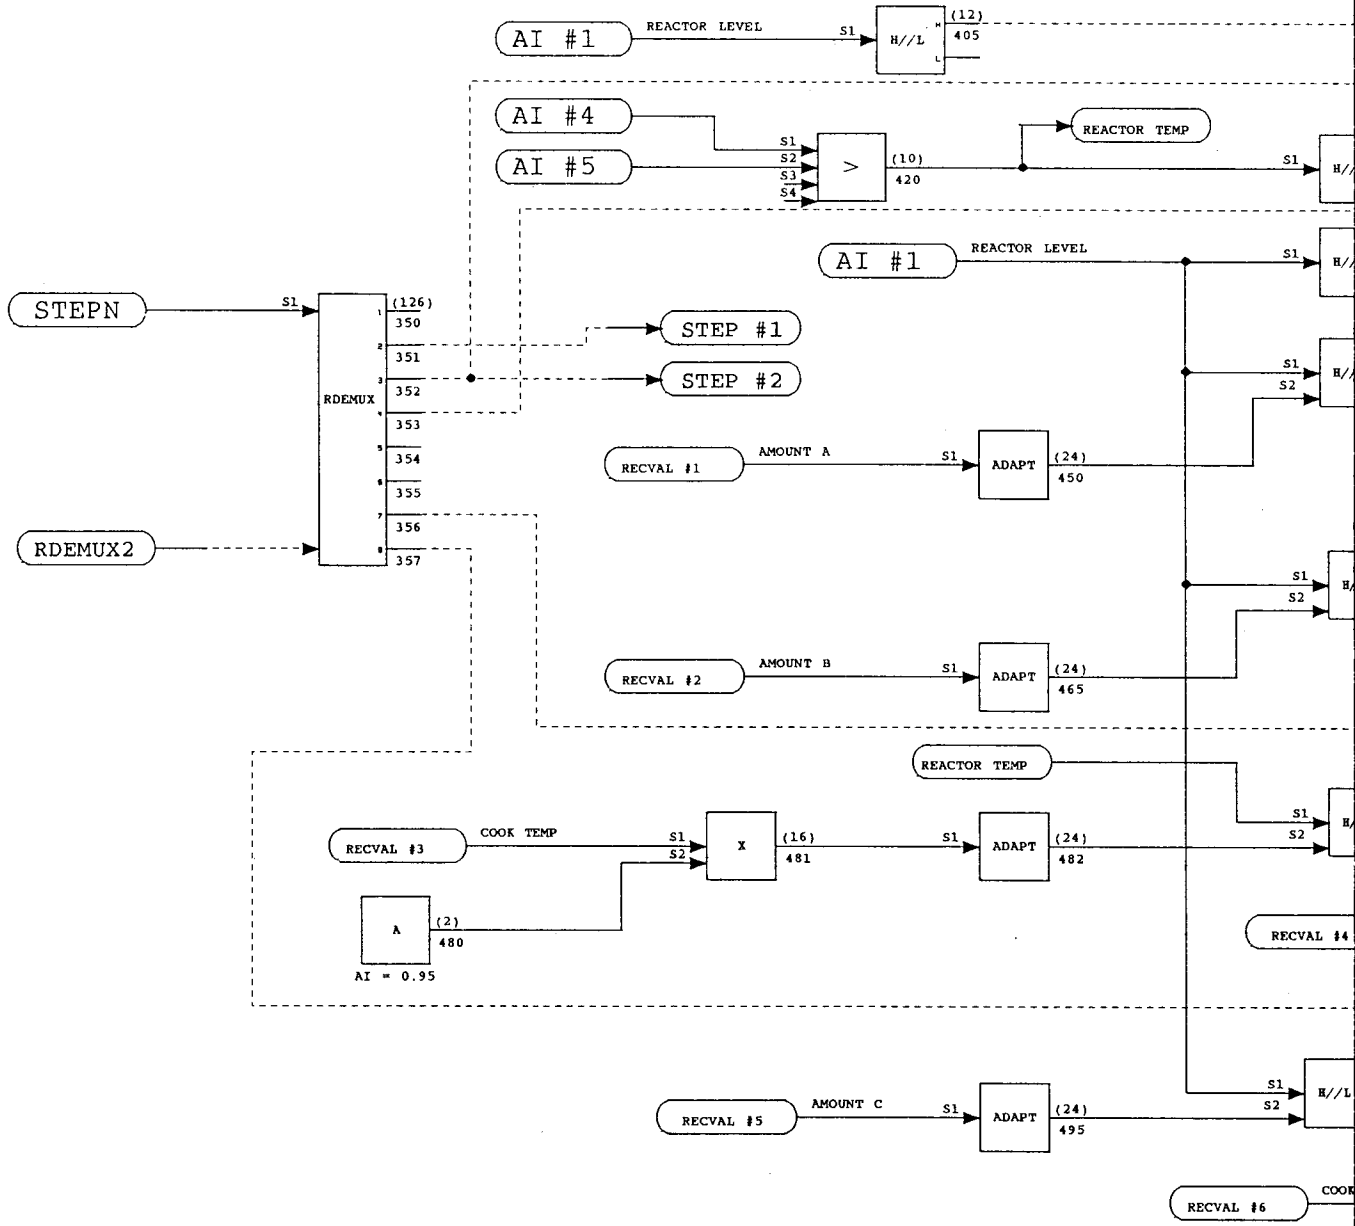 AI #1
REACTOR LEVEL
S1
H//L
H
L
(12)
405
AI #4
AI #5
S1
S2
S3
S4
>
(10)
420
REACTOR TEMP
S1
H//
AI #1
REACTOR LEVEL
S1
H//
STEPN
S1
RDEMUX
1
2
3
4
5
6
7
8
(126)
350
351
352
353
354
355
356
357
STEP #1
STEP #2
RDEMUX2
S1
S2
H//
RECVAL #1
AMOUNT A
S1
ADAPT
(24)
450
S1
S2
H/
RECVAL #2
AMOUNT B
S1
ADAPT
(24)
465
REACTOR TEMP
S1
S2
H/
RECVAL #3
COOK TEMP
S1
S2
X
(16)
481
S1
ADAPT
(24)
482
A
(2)
480
AI = 0.95
RECVAL #4
RECVAL #5
AMOUNT C
S1
ADAPT
(24)
495
S1
S2
H//L
RECVAL #6
COOK